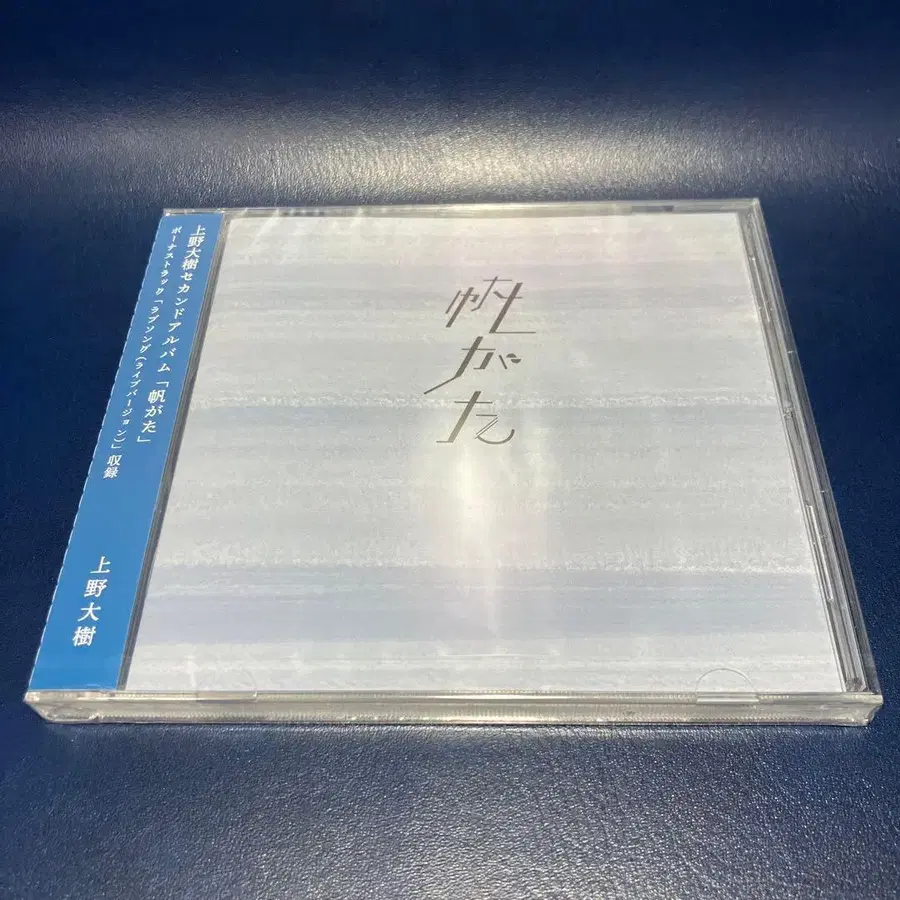 上野大樹セカンドアルバム「帆がた」
ボーナストラック「ラブソング（ライブバージョン）」収録
上野大樹
帆がた